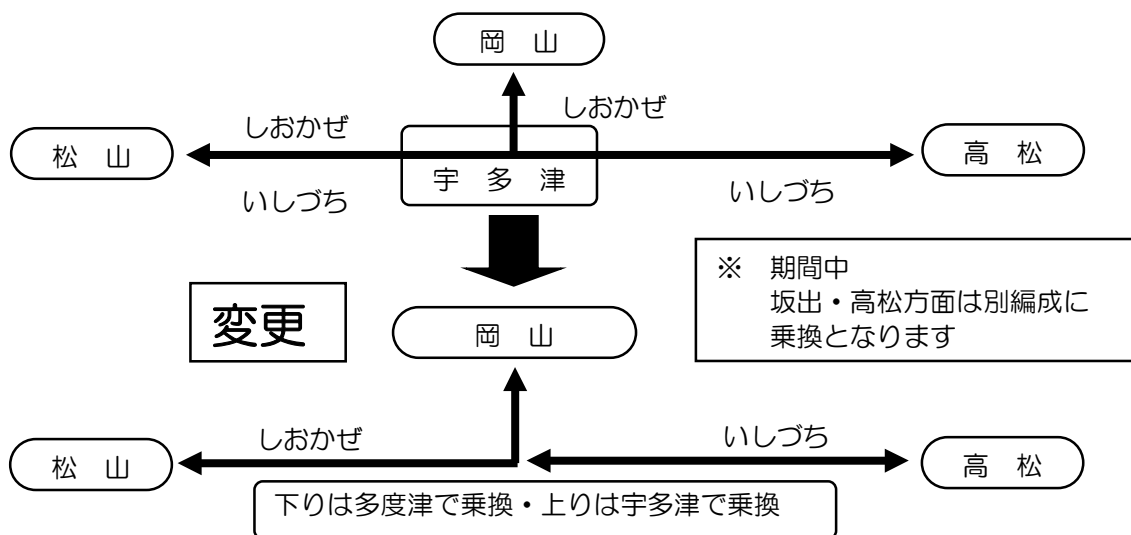 岡 山
しおかぜ
しおかぜ
松 山
高 松
宇 多 津
いしづち
いしづち
※ 期間中
坂出・高松方面は別編成に
乗換となります
変更
岡 山
しおかぜ
いしづち
松 山
高 松
下りは多度津で乗換・上りは宇多津で乗換